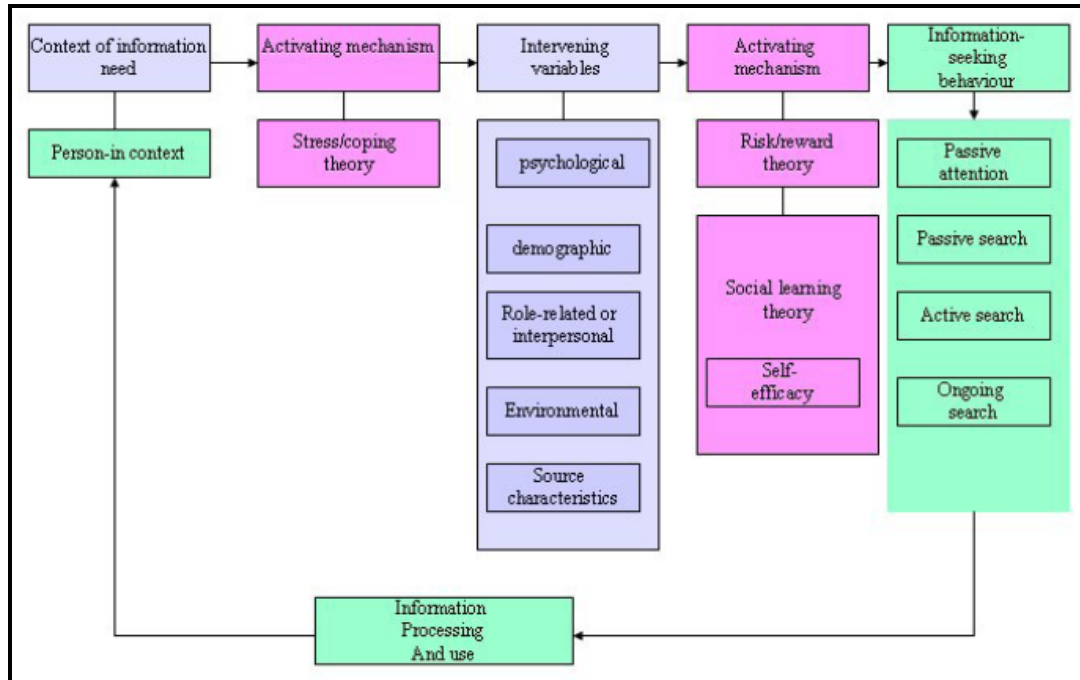 Context of information
need
Activating mechanism
Intervening
variables
Activating
mechanism
Information-
seeking
behaviour
Person-in context
Stress/coping
theory
psychological
demographic
Role-related or
interpersonal
Environmental
Source
characteristics
Risk/reward
theory
Social learning
theory
Self-
efficacy
Passive
attention
Passive search
Active search
Ongoing
search
Information
Processing
And use